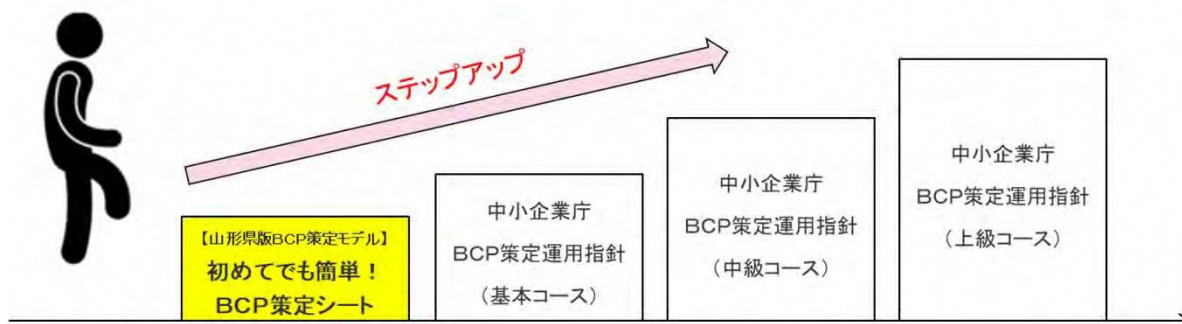 ステップアップ
【山形県版BCP策定モデル】
初めてでも簡単！
BCP策定シート
中小企業庁
BCP策定運用指針
（基本コース）
中小企業庁
BCP策定運用指針
（中級コース）
中小企業庁
BCP策定運用指針
（上級コース）